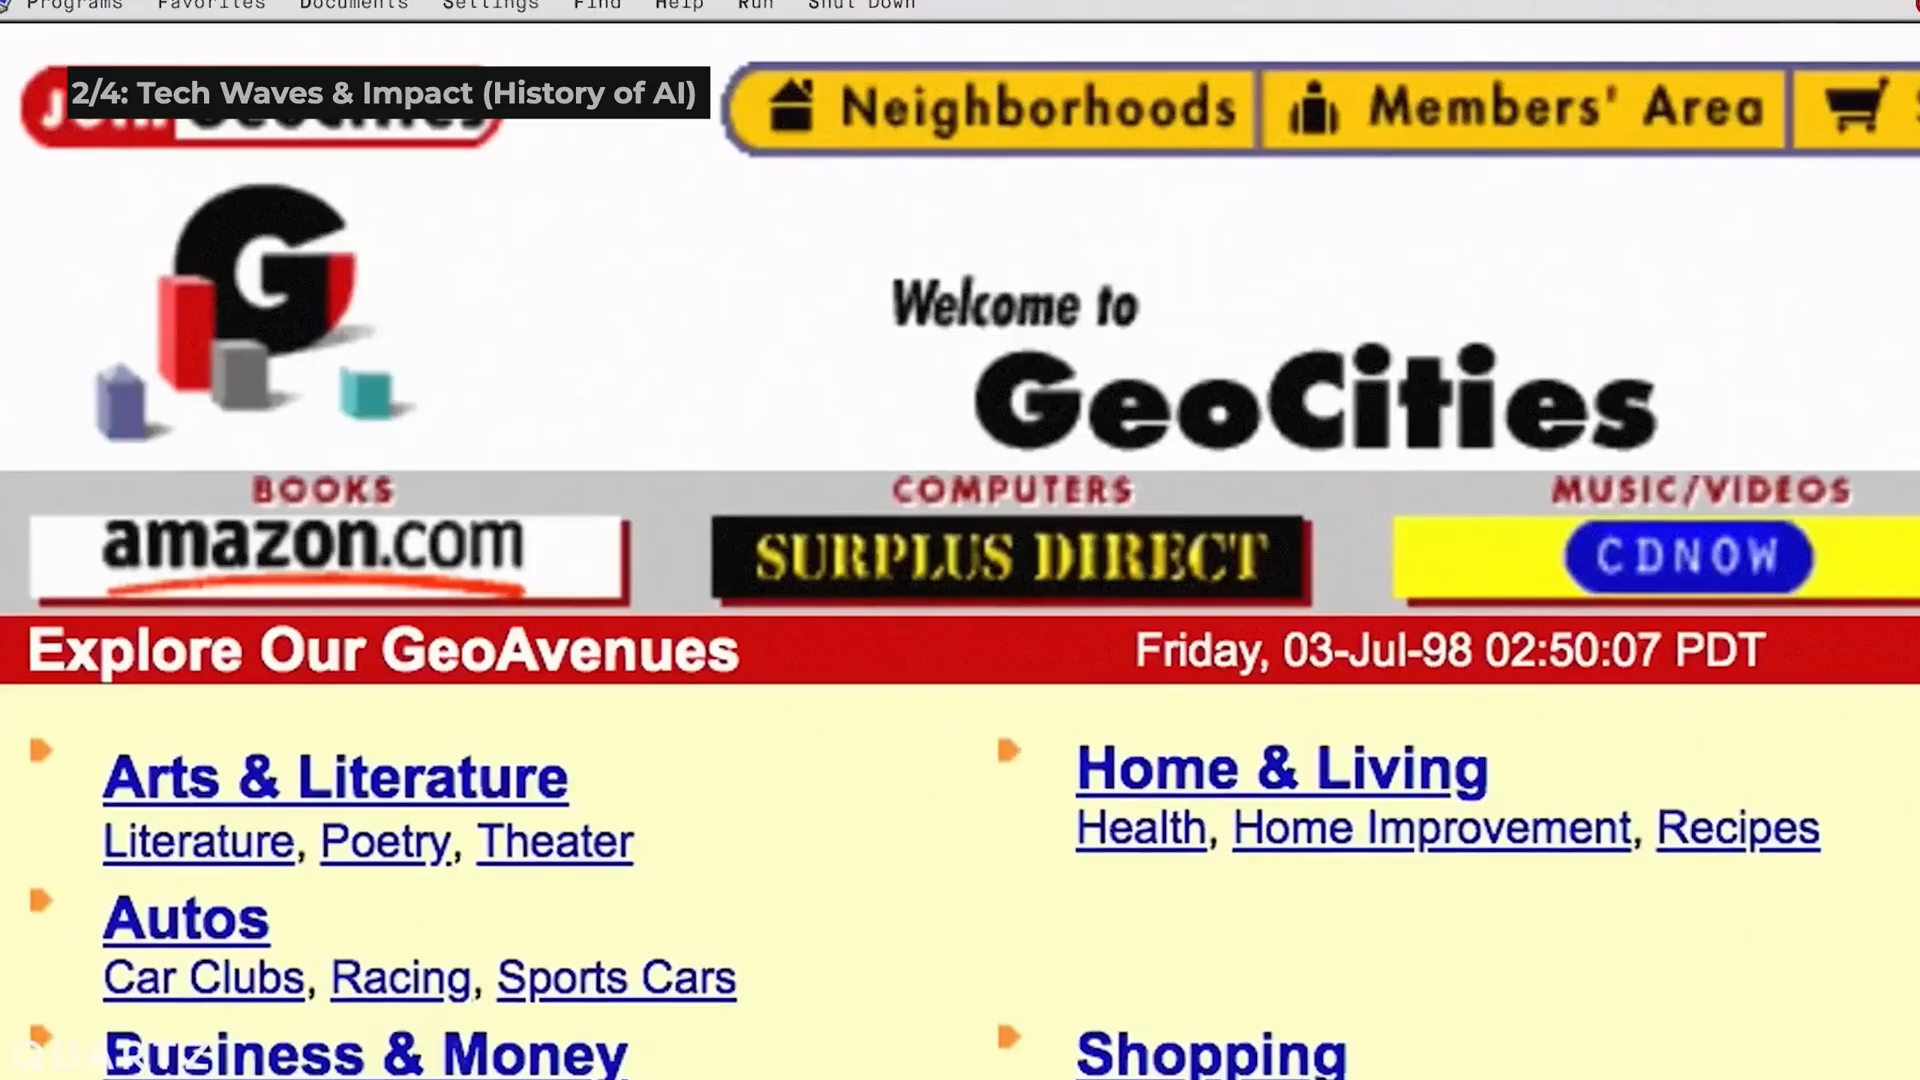 Programs Favorites Documents Settings Find Help Run Shut Down
2/4: Tech Waves & Impact (History of AI)
Neighborhoods Members' Area
G
Welcome to
GeoCities
BOOKS COMPUTERS MUSIC/VIDEOS
amazon.com SURPLUS DIRECT CDNOW
Explore Our GeoAvenues Friday, 03-Jul-98 02:50:07 PDT
Arts & Literature
Literature, Poetry, Theater
Home & Living
Health, Home Improvement, Recipes
Autos
Car Clubs, Racing, Sports Cars
Business & Money
Shopping
QUARTZ